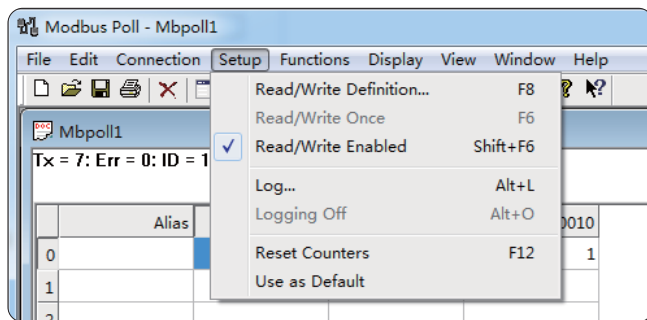 Modbus Poll - Mbpoll1
File Edit Connection Setup Functions Display View Window Help
Read/Write Definition... F8
Read/Write Once F6
Mbpoll1
Read/Write Enabled Shift+F6
Tx = 7: Err = 0: ID = 1
Log... Alt+L
Logging Off Alt+O
Alias 0010
Reset Counters F12
0 1
Use as Default
1
2